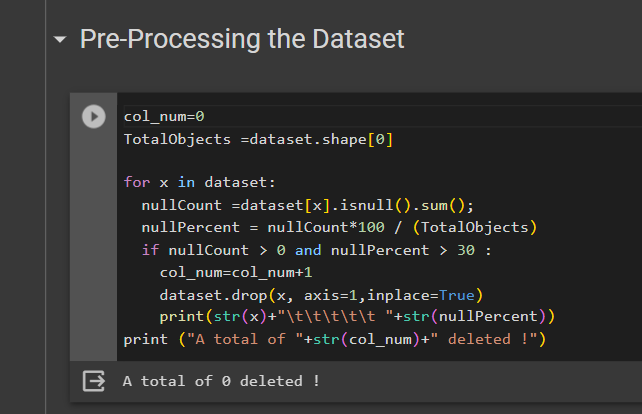 Pre-Processing the Dataset
col_num=0
TotalObjects =dataset.shape[0]
for x in dataset:
  nullCount =dataset[x].isnull().sum();
  nullPercent = nullCount*100 / (TotalObjects)
  if nullCount > 0 and nullPercent > 30 :
    col_num=col_num+1
    dataset.drop(x, axis=1,inplace=True)
    print(str(x)+"\t\t\t\t\t "+str(nullPercent))
print ("A total of "+str(col_num)+" deleted !")
A total of 0 deleted !